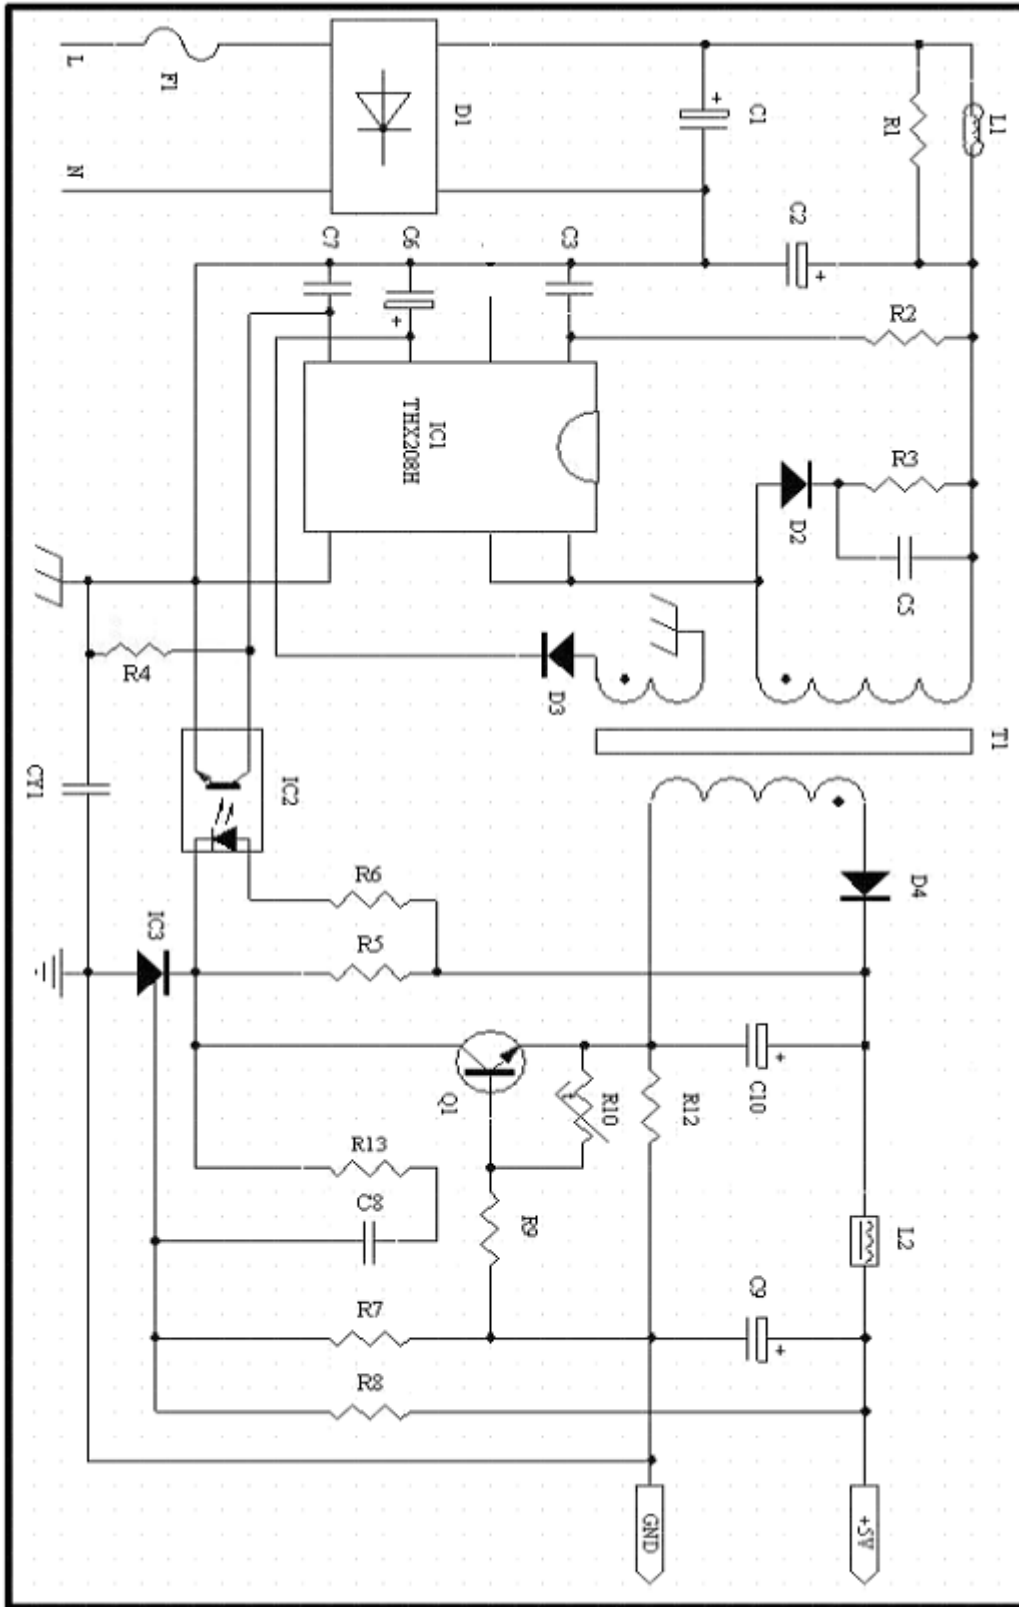 L
F1
N
D1
C1
R1
L1
C7
C6
C3
C2
R2
IC1
THX208H
R3
D2
C5
R4
D3
T1
CY1
IC2
R6
D4
IC3
R5
Q1
R10
R12
C10
R13
C8
R9
L2
R7
C9
R8
GND
+5V